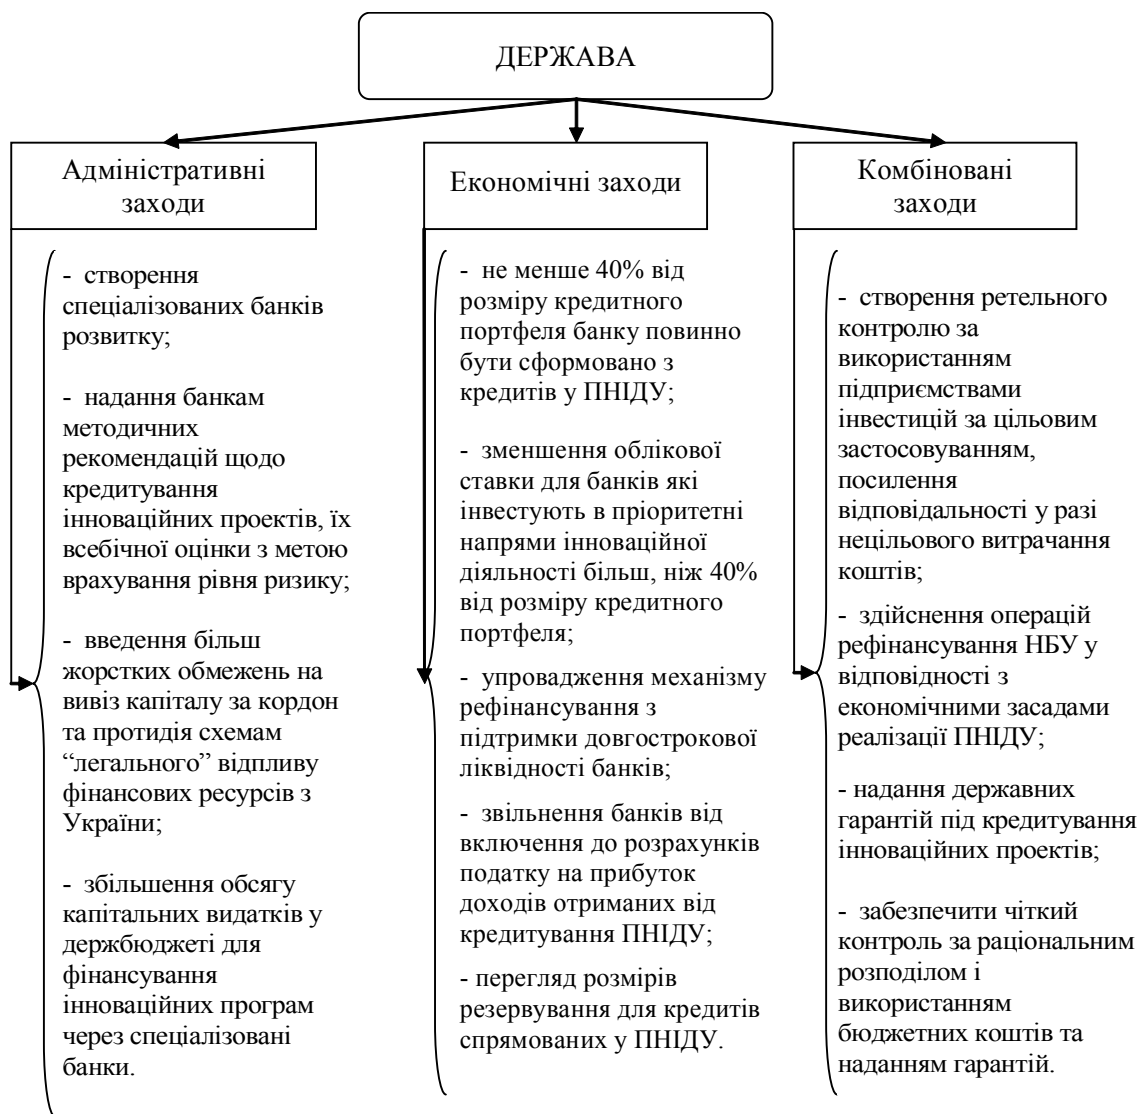 ДЕРЖАВА
Адміністративні
заходи
Економічні заходи
Комбіновані
заходи
- створення
спеціалізованих банків
розвитку;
- надання банкам
методичних
рекомендацій щодо
кредитування
інноваційних проектів, їх
всебічної оцінки з метою
врахування рівня ризику;
- введення більш
жорстких обмежень на
вивіз капіталу за кордон
та протидія схемам
“легального” відпливу
фінансових ресурсів з
України;
- збільшення обсягу
капітальних видатків у
держбюджеті для
фінансування
інноваційних програм
через спеціалізовані
банки.
- не менше 40% від
розміру кредитного
портфеля банку повинно
бути сформовано з
кредитів у ПНІДУ;
- зменшення облікової
ставки для банків які
інвестують в пріоритетні
напрями інноваційної
діяльності більш, ніж 40%
від розміру кредитного
портфеля;
- упровадження механізму
рефінансування з
підтримки довгострокової
ліквідності банків;
- звільнення банків від
включення до розрахунків
податку на прибуток
доходів отриманих від
кредитування ПНІДУ;
- перегляд розмірів
резервування для кредитів
спрямованих у ПНІДУ.
- створення ретельного
контролю за
використанням
підприємствами
інвестицій за цільовим
застосовуванням,
посилення
відповідальності у разі
нецільового витрачання
коштів;
- здійснення операцій
рефінансування НБУ у
відповідності з
економічними засадами
реалізації ПНІДУ;
- надання державних
гарантій під кредитування
інноваційних проектів;
- забезпечити чіткий
контроль за раціональним
розподілом і
використанням
бюджетних коштів та
наданням гарантій.